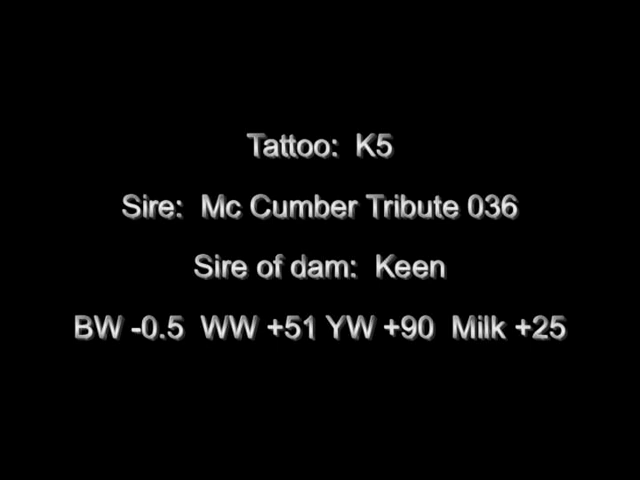 Tattoo: K5
Sire: Mc Cumber Tribute 036
Sire of dam: Keen
BW -0.5 WW +51 YW +90 Milk +25